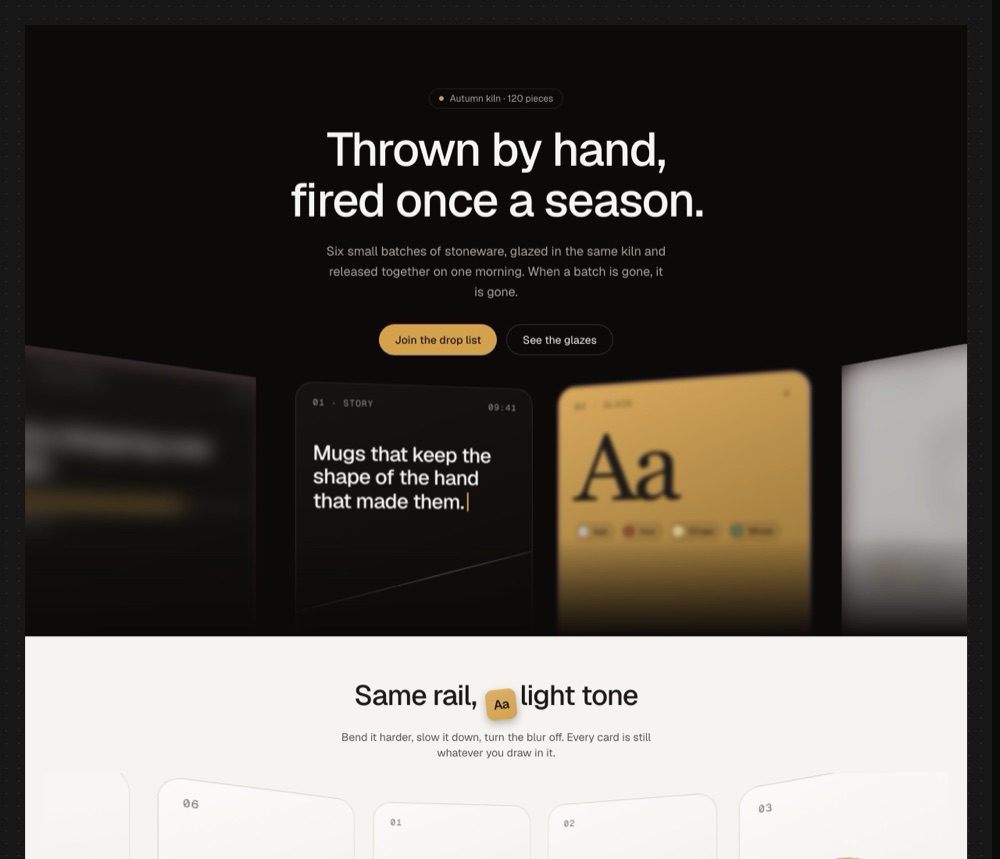 Autumn kiln · 120 pieces
Thrown by hand,
fired once a season.
Six small batches of stoneware, glazed in the same kiln and
released together on one morning. When a batch is gone, it
is gone.
Join the drop list
See the glazes
01 · STORY
09:41
Mugs that keep the
shape of the hand
that made them.
Aa
Same rail, Aa light tone
Bend it harder, slow it down, turn the blur off. Every card is still
whatever you draw in it.
06
01
02
03